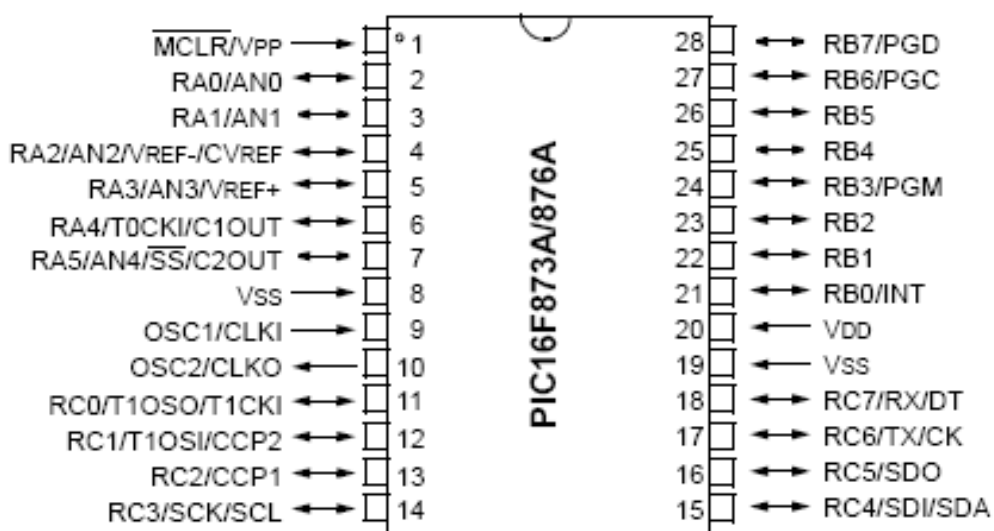 MCLR/VPP 1
RA0/AN0 2
RA1/AN1 3
RA2/AN2/VREF-/CVREF 4
RA3/AN3/VREF+ 5
RA4/T0CKI/C1OUT 6
RA5/AN4/SS/C2OUT 7
VSS 8
OSC1/CLKI 9
OSC2/CLKO 10
RC0/T1OSO/T1CKI 11
RC1/T1OSI/CCP2 12
RC2/CCP1 13
RC3/SCK/SCL 14
PIC16F873A/876A
28 RB7/PGD
27 RB6/PGC
26 RB5
25 RB4
24 RB3/PGM
23 RB2
22 RB1
21 RB0/INT
20 VDD
19 VSS
18 RC7/RX/DT
17 RC6/TX/CK
16 RC5/SDO
15 RC4/SDI/SDA